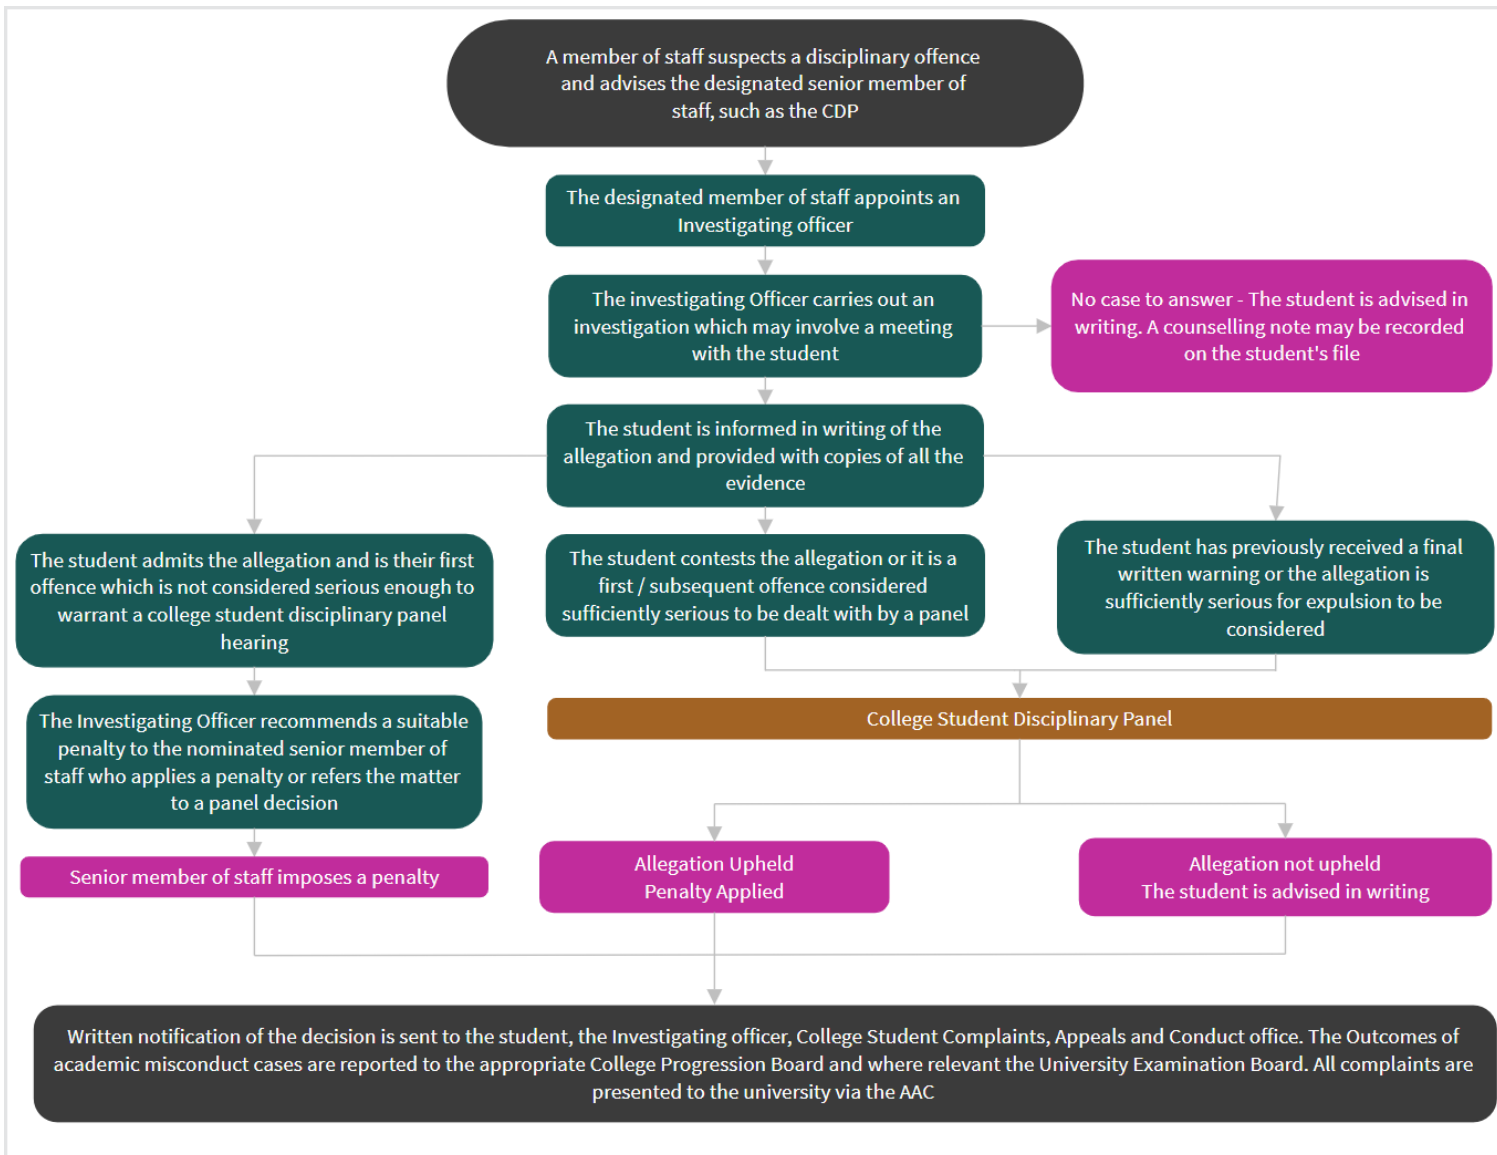 A member of staff suspects a disciplinary offence
and advises the designated senior member of
staff, such as the CDP
The designated member of staff appoints an
Investigating officer
The investigating Officer carries out an
investigation which may involve a meeting
with the student
No case to answer - The student is advised in
writing. A counselling note may be recorded
on the student's file
The student is informed in writing of the
allegation and provided with copies of all the
evidence
The student admits the allegation and is their first
offence which is not considered serious enough to
warrant a college student disciplinary panel
hearing
The student contests the allegation or it is a
first / subsequent offence considered
sufficiently serious to be dealt with by a panel
The student has previously received a final
written warning or the allegation is
sufficiently serious for expulsion to be
considered
The Investigating Officer recommends a suitable
penalty to the nominated senior member of
staff who applies a penalty or refers the matter
to a panel decision
College Student Disciplinary Panel
Senior member of staff imposes a penalty
Allegation Upheld
Penalty Applied
Allegation not upheld
The student is advised in writing
Written notification of the decision is sent to the student, the Investigating officer, College Student Complaints, Appeals and Conduct office. The Outcomes of
academic misconduct cases are reported to the appropriate College Progression Board and where relevant the University Examination Board. All complaints are
presented to the university via the AAC